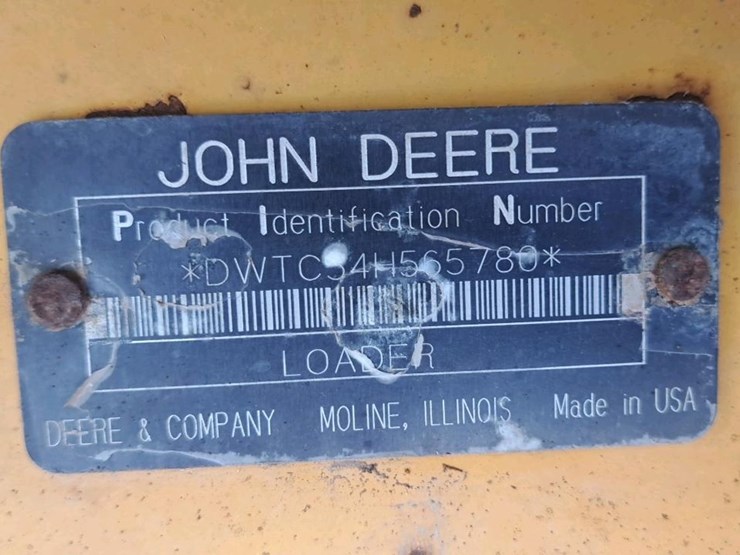 JOHN DEERE
Product Identification Number
*DWTC54H565780*
LOADER
DEERE & COMPANY MOLINE, ILLINOIS Made in USA